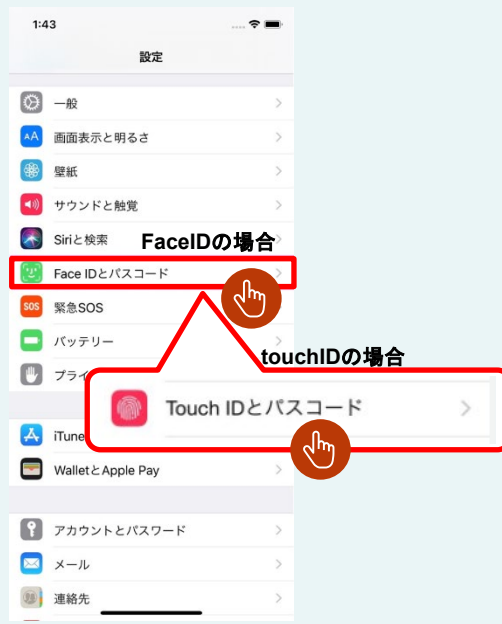 1:43
設定
一般
画面表示と明るさ
壁紙
サウンドと触覚
Siriと検索
FaceIDの場合
Face IDとパスコード
SOS
緊急SOS
バッテリー
touchIDの場合
プライ
Touch IDとパスコード
iTune
WalletとApple Pay
アカウントとパスワード
メール
連絡先